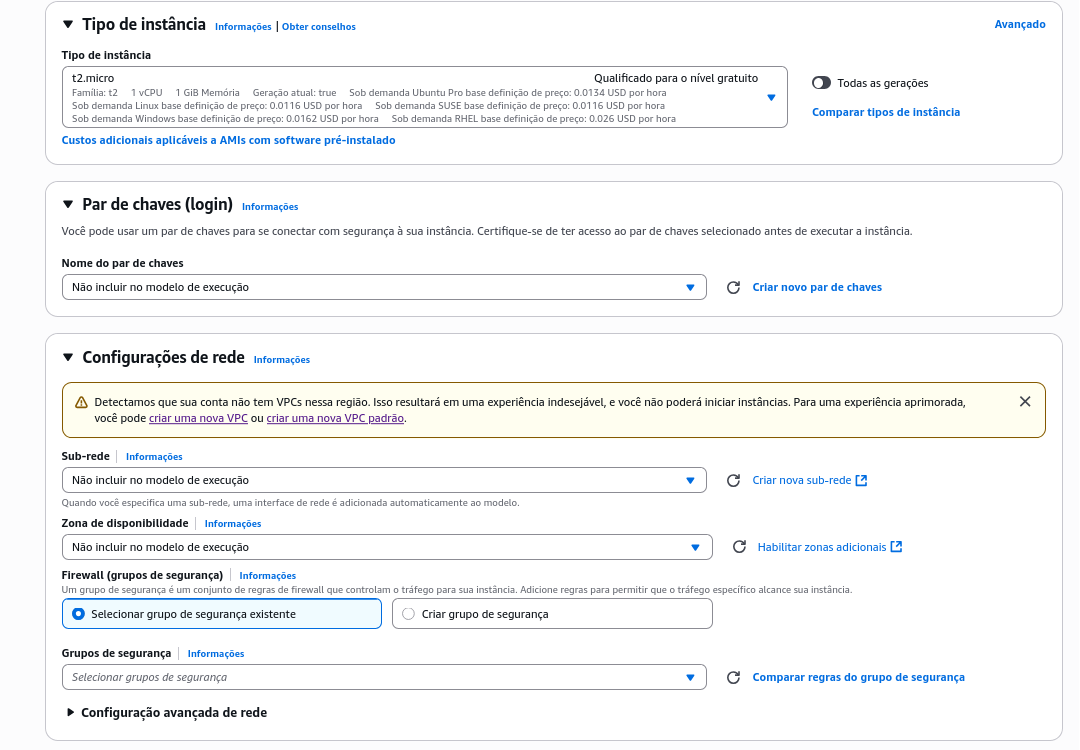 Tipo de instância Informações | Obter conselhos Avançado
Tipo de instância
t2.micro Qualificado para o nível gratuito
Família: t2 1 vCPU 1 GiB Memória Geração atual: true Sob demanda Ubuntu Pro base definição de preço: 0.0134 USD por hora
Sob demanda Linux base definição de preço: 0.0116 USD por hora Sob demanda SUSE base definição de preço: 0.0116 USD por hora
Sob demanda Windows base definição de preço: 0.0162 USD por hora Sob demanda RHEL base definição de preço: 0.026 USD por hora
Todas as gerações
Comparar tipos de instância
Custos adicionais aplicáveis a AMIs com software pré-instalado
Par de chaves (login) Informações
Você pode usar um par de chaves para se conectar com segurança à sua instância. Certifique-se de ter acesso ao par de chaves selecionado antes de executar a instância.
Nome do par de chaves
Não incluir no modelo de execução Criar novo par de chaves
Configurações de rede Informações
Detectamos que sua conta não tem VPCs nessa região. Isso resultará em uma experiência indesejável, e você não poderá iniciar instâncias. Para uma experiência aprimorada,
você pode criar uma nova VPC ou criar uma nova VPC padrão.
Sub-rede Informações
Não incluir no modelo de execução Criar nova sub-rede
Quando você especifica uma sub-rede, uma interface de rede é adicionada automaticamente ao modelo.
Zona de disponibilidade Informações
Não incluir no modelo de execução Habilitar zonas adicionais
Firewall (grupos de segurança) Informações
Um grupo de segurança é um conjunto de regras de firewall que controlam o tráfego para sua instância. Adicione regras para permitir que o tráfego específico alcance sua instância.
Selecionar grupo de segurança existente Criar grupo de segurança
Grupos de segurança Informações
Selecionar grupos de segurança Comparar regras do grupo de segurança
Configuração avançada de rede